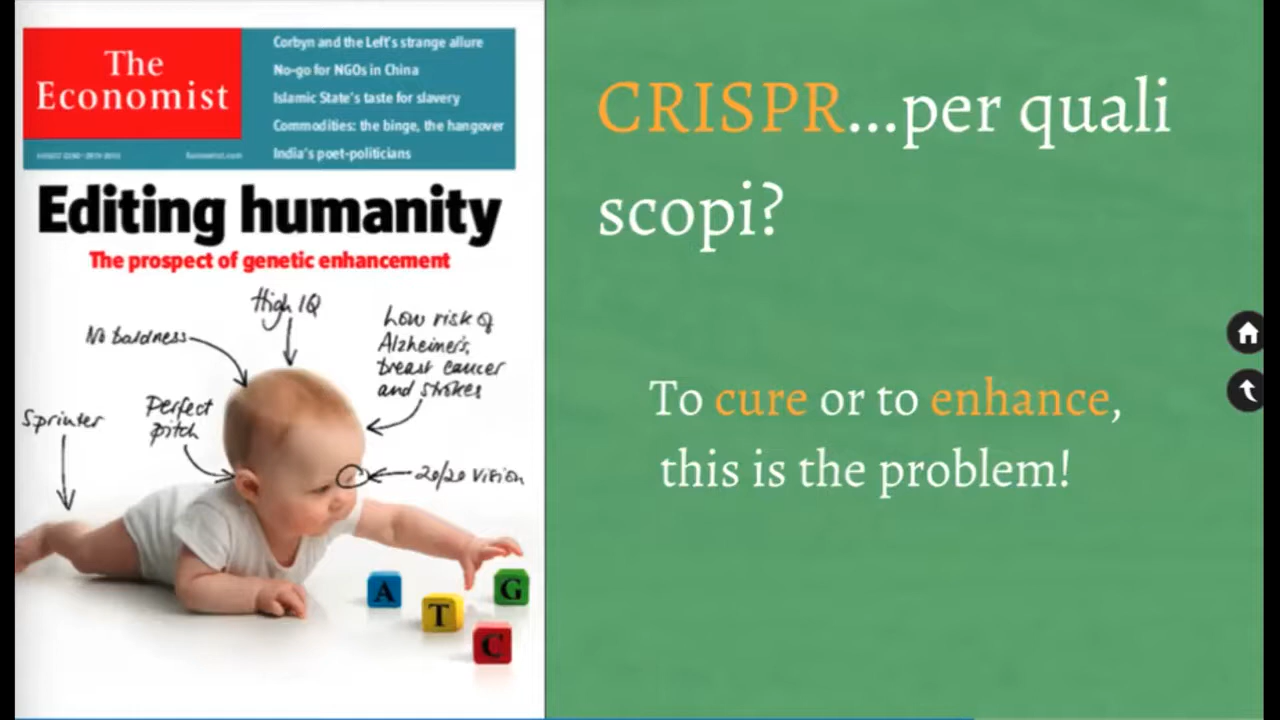 The
Economist
Corbyn and the Left's strange allure
No-go for NGOs in China
Islamic State's taste for slavery
Commodities: the binge, the hangover
India's poet-politicians
Economist.com
Editing humanity
The prospect of genetic enhancement
High IQ
No baldness
Low risk of
Alzheimer's,
breast cancer
and strokes
Perfect
pitch
Sprinter
20/20 vision
A
T
G
C
CRISPR...per quali
scopi?
To cure or to enhance,
this is the problem!